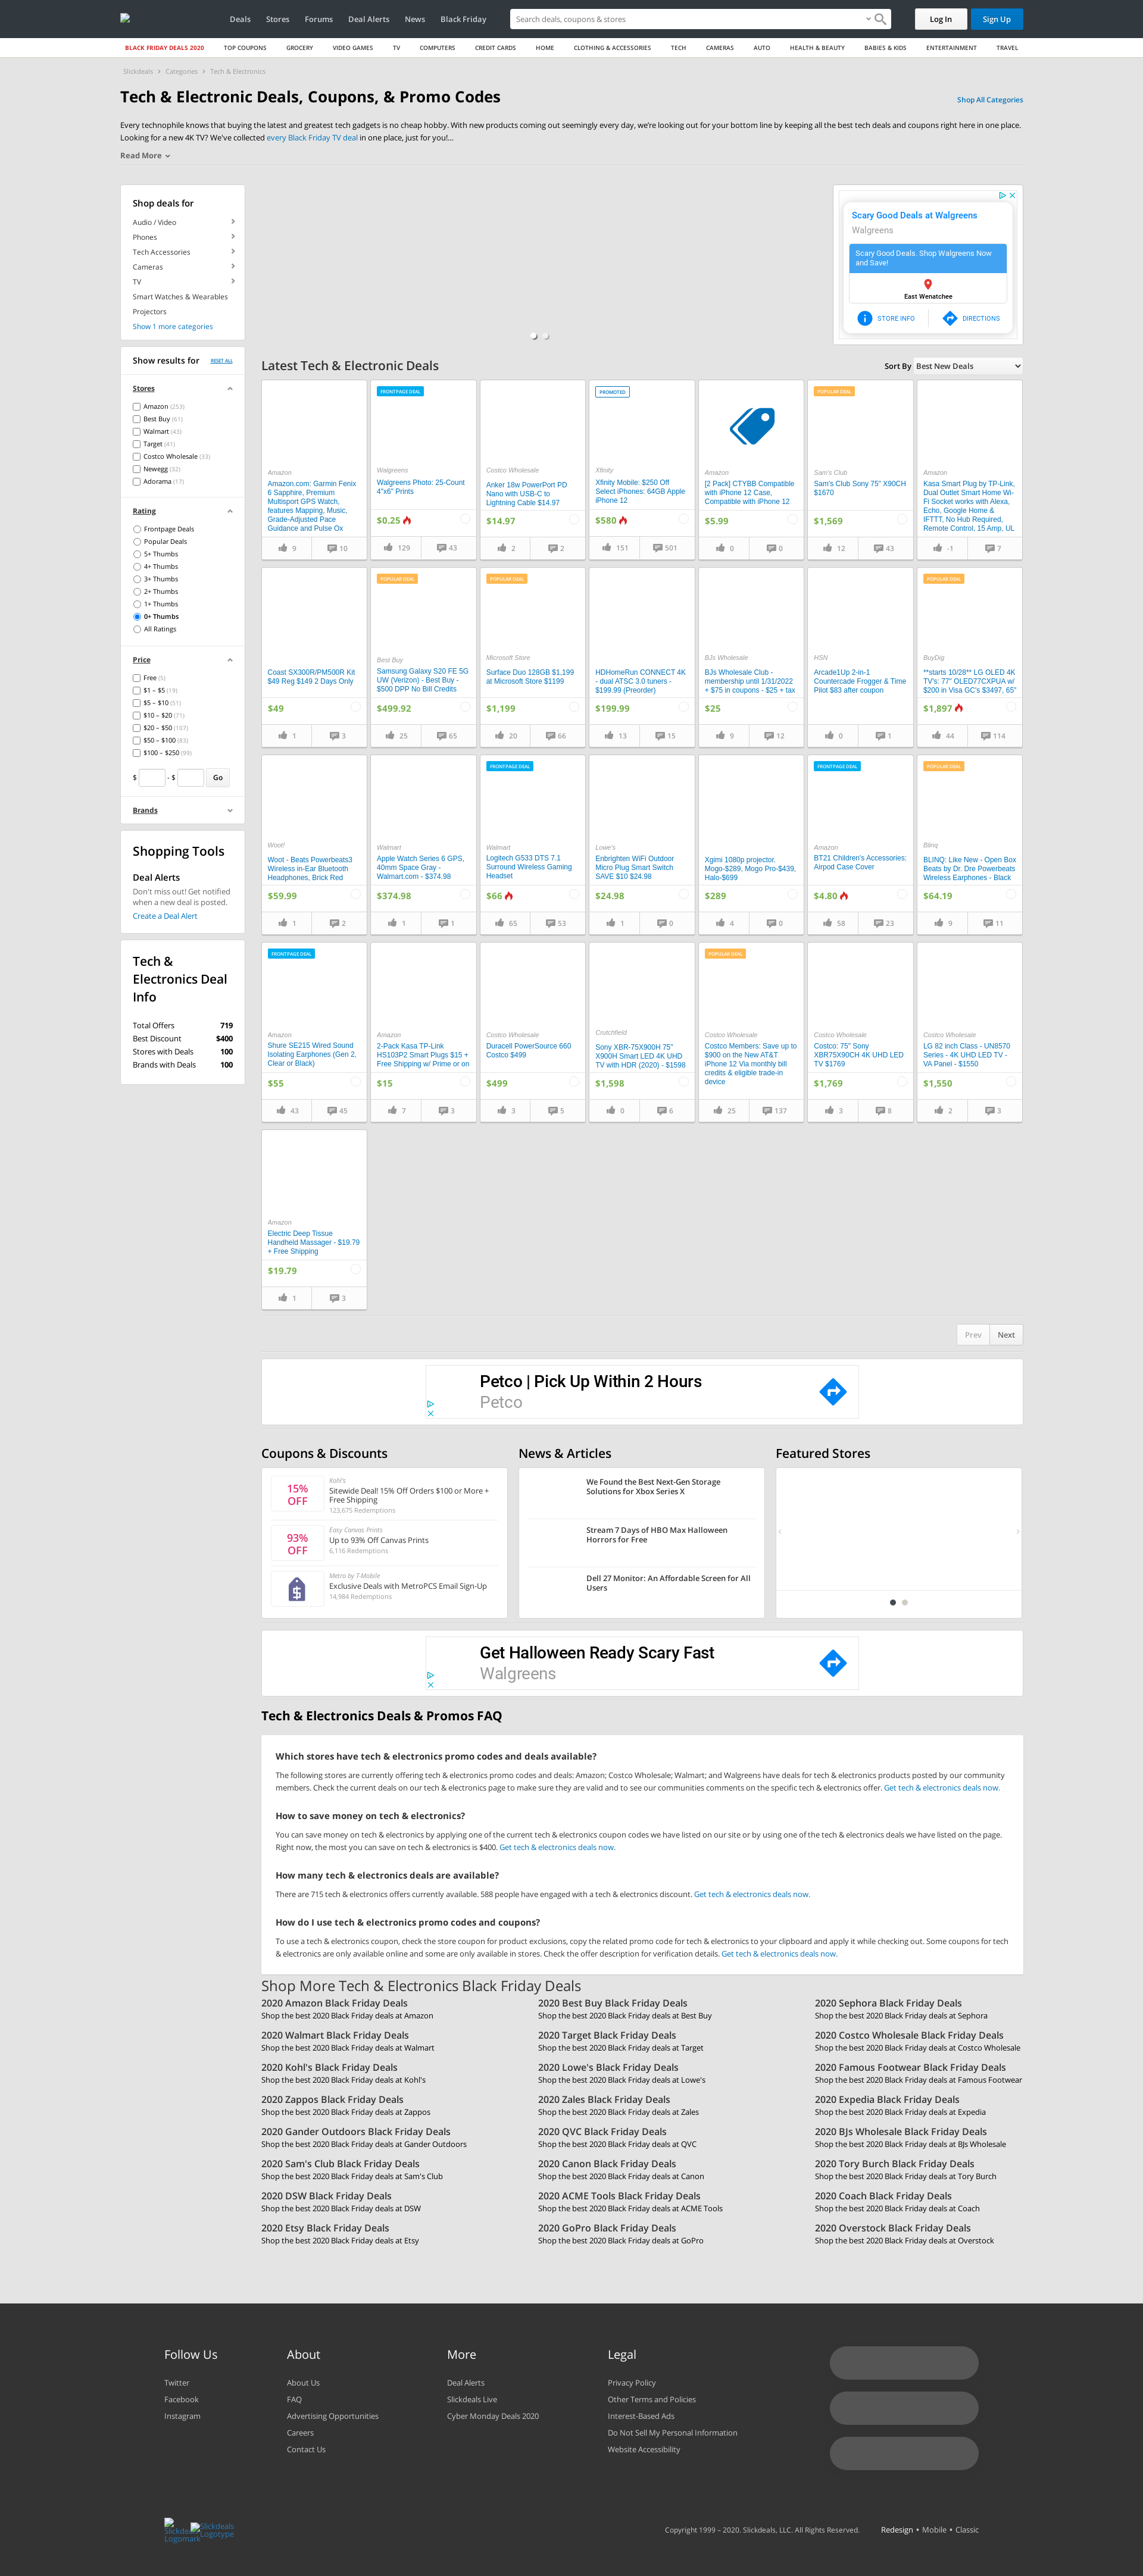 Deals Stores Forums Deal Alerts News Black Friday Search deals, coupons & stores Log In Sign Up
BLACK FRIDAY DEALS 2020 TOP COUPONS GROCERY VIDEO GAMES TV COMPUTERS CREDIT CARDS HOME CLOTHING & ACCESSORIES TECH CAMERAS AUTO HEALTH & BEAUTY BABIES & KIDS ENTERTAINMENT TRAVEL
Slickdeals › Categories › Tech & Electronics
Tech & Electronic Deals, Coupons, & Promo Codes
Shop All Categories
Every technophile knows that buying the latest and greatest tech gadgets is no cheap hobby. With new products coming out seemingly every day, we're looking out for your bottom line by keeping all the best tech deals and coupons right here in one place.
Looking for a new 4K TV? We've collected every Black Friday TV deal in one place, just for you!...
Read More
Shop deals for
Audio / Video
Phones
Tech Accessories
Cameras
TV
Smart Watches & Wearables
Projectors
Show 1 more categories
Show results for RESET ALL
Stores
Amazon (253)
Best Buy (61)
Walmart (43)
Target (41)
Costco Wholesale (33)
Newegg (32)
Adorama (17)
Rating
Frontpage Deals
Popular Deals
5+ Thumbs
4+ Thumbs
3+ Thumbs
2+ Thumbs
1+ Thumbs
0+ Thumbs
All Ratings
Price
Free (5)
$1 – $5 (19)
$5 – $10 (51)
$10 – $20 (71)
$20 – $50 (107)
$50 – $100 (83)
$100 – $250 (99)
$ - $ Go
Brands
Shopping Tools
Deal Alerts
Don't miss out! Get notified
when a new deal is posted.
Create a Deal Alert
Tech &
Electronics Deal
Info
Total Offers 719
Best Discount $400
Stores with Deals 100
Brands with Deals 100
Scary Good Deals at Walgreens
Walgreens
Scary Good Deals. Shop Walgreens Now
and Save!
East Wenatchee
STORE INFO DIRECTIONS
Latest Tech & Electronic Deals
Sort By Best New Deals
Amazon
Amazon.com: Garmin Fenix
6 Sapphire, Premium
Multisport GPS Watch,
features Mapping, Music,
Grade-Adjusted Pace
Guidance and Pulse Ox
9 10
FRONTPAGE DEAL
Walgreens
Walgreens Photo: 25-Count
4"x6" Prints
$0.25
129 43
Costco Wholesale
Anker 18w PowerPort PD
Nano with USB-C to
Lightning Cable $14.97
$14.97
2 2
PROMOTED
Xfinity
Xfinity Mobile: $250 Off
Select iPhones: 64GB Apple
iPhone 12
$580
151 501
Amazon
[2 Pack] CTYBB Compatible
with iPhone 12 Case,
Compatible with iPhone 12
$5.99
0 0
POPULAR DEAL
Sam's Club
Sam's Club Sony 75" X90CH
$1670
$1,569
12 43
Amazon
Kasa Smart Plug by TP-Link,
Dual Outlet Smart Home Wi-
Fi Socket works with Alexa,
Echo, Google Home &
IFTTT, No Hub Required,
Remote Control, 15 Amp, UL
-1 7
Coast SX300R/PM500R Kit
$49 Reg $149 2 Days Only
$49
1 3
POPULAR DEAL
Best Buy
Samsung Galaxy S20 FE 5G
UW (Verizon) - Best Buy -
$500 DPP No Bill Credits
$499.92
25 65
POPULAR DEAL
Microsoft Store
Surface Duo 128GB $1,199
at Microsoft Store $1199
$1,199
20 66
HDHomeRun CONNECT 4K
- dual ATSC 3.0 tuners -
$199.99 (Preorder)
$199.99
13 15
BJs Wholesale
BJs Wholesale Club -
membership until 1/31/2022
+ $75 in coupons - $25 + tax
$25
9 12
HSN
Arcade1Up 2-in-1
Countercade Frogger & Time
Pilot $83 after coupon
0 1
POPULAR DEAL
BuyDig
**starts 10/28** LG OLED 4K
TV's: 77" OLED77CXPUA w/
$200 in Visa GC's $3497, 65"
$1,897
44 114
Woot!
Woot - Beats Powerbeats3
Wireless in-Ear Bluetooth
Headphones, Brick Red
$59.99
1 2
Walmart
Apple Watch Series 6 GPS,
40mm Space Gray -
Walmart.com - $374.98
$374.98
1 1
FRONTPAGE DEAL
Walmart
Logitech G533 DTS 7.1
Surround Wireless Gaming
Headset
$66
65 53
Lowe's
Enbrighten WiFi Outdoor
Micro Plug Smart Switch
SAVE $10 $24.98
$24.98
1 0
Xgimi 1080p projector.
Mogo-$289, Mogo Pro-$439,
Halo-$699
$289
4 0
FRONTPAGE DEAL
Amazon
BT21 Children's Accessories:
Airpod Case Cover
$4.80
58 23
POPULAR DEAL
Blinq
BLINQ: Like New - Open Box
Beats by Dr. Dre Powerbeats
Wireless Earphones - Black
$64.19
9 11
FRONTPAGE DEAL
Amazon
Shure SE215 Wired Sound
Isolating Earphones (Gen 2,
Clear or Black)
$55
43 45
Amazon
2-Pack Kasa TP-Link
HS103P2 Smart Plugs $15 +
Free Shipping w/ Prime or on
$15
7 3
Costco Wholesale
Duracell PowerSource 660
Costco $499
$499
3 5
Crutchfield
Sony XBR-75X900H 75"
X900H Smart LED 4K UHD
TV with HDR (2020) - $1598
$1,598
0 6
POPULAR DEAL
Costco Wholesale
Costco Members: Save up to
$900 on the New AT&T
iPhone 12 Via monthly bill
credits & eligible trade-in
device
25 137
Costco Wholesale
Costco: 75" Sony
XBR75X90CH 4K UHD LED
TV $1769
$1,769
3 8
Costco Wholesale
LG 82 inch Class - UN8570
Series - 4K UHD LED TV -
VA Panel - $1550
$1,550
2 3
Amazon
Electric Deep Tissue
Handheld Massager - $19.79
+ Free Shipping
$19.79
1 3
Prev Next
Petco | Pick Up Within 2 Hours
Petco
Coupons & Discounts
15%
OFF
Kohl's
Sitewide Deal! 15% Off Orders $100 or More +
Free Shipping
123,675 Redemptions
93%
OFF
Easy Canvas Prints
Up to 93% Off Canvas Prints
6,116 Redemptions
Metro by T-Mobile
Exclusive Deals with MetroPCS Email Sign-Up
14,984 Redemptions
News & Articles
We Found the Best Next-Gen Storage
Solutions for Xbox Series X
Stream 7 Days of HBO Max Halloween
Horrors for Free
Dell 27 Monitor: An Affordable Screen for All
Users
Featured Stores
Get Halloween Ready Scary Fast
Walgreens
Tech & Electronics Deals & Promos FAQ
Which stores have tech & electronics promo codes and deals available?
The following stores are currently offering tech & electronics promo codes and deals: Amazon; Costco Wholesale; Walmart; and Walgreens have deals for tech & electronics products posted by our community
members. Check the current deals on our tech & electronics page to make sure they are valid and to see our communities comments on the specific tech & electronics offer. Get tech & electronics deals now.
How to save money on tech & electronics?
You can save money on tech & electronics by applying one of the current tech & electronics coupon codes we have listed on our site or by using one of the tech & electronics deals we have listed on the page.
Right now, the most you can save on tech & electronics is $400. Get tech & electronics deals now.
How many tech & electronics deals are available?
There are 715 tech & electronics offers currently available. 588 people have engaged with a tech & electronics discount. Get tech & electronics deals now.
How do I use tech & electronics promo codes and coupons?
To use a tech & electronics coupon, check the store coupon for product exclusions, copy the related promo code for tech & electronics to your clipboard and apply it while checking out. Some coupons for tech
& electronics are only available online and some are only available in stores. Check the offer description for verification details. Get tech & electronics deals now.
Shop More Tech & Electronics Black Friday Deals
2020 Amazon Black Friday Deals
Shop the best 2020 Black Friday deals at Amazon
2020 Best Buy Black Friday Deals
Shop the best 2020 Black Friday deals at Best Buy
2020 Sephora Black Friday Deals
Shop the best 2020 Black Friday deals at Sephora
2020 Walmart Black Friday Deals
Shop the best 2020 Black Friday deals at Walmart
2020 Target Black Friday Deals
Shop the best 2020 Black Friday deals at Target
2020 Costco Wholesale Black Friday Deals
Shop the best 2020 Black Friday deals at Costco Wholesale
2020 Kohl's Black Friday Deals
Shop the best 2020 Black Friday deals at Kohl's
2020 Lowe's Black Friday Deals
Shop the best 2020 Black Friday deals at Lowe's
2020 Famous Footwear Black Friday Deals
Shop the best 2020 Black Friday deals at Famous Footwear
2020 Zappos Black Friday Deals
Shop the best 2020 Black Friday deals at Zappos
2020 Zales Black Friday Deals
Shop the best 2020 Black Friday deals at Zales
2020 Expedia Black Friday Deals
Shop the best 2020 Black Friday deals at Expedia
2020 Gander Outdoors Black Friday Deals
Shop the best 2020 Black Friday deals at Gander Outdoors
2020 QVC Black Friday Deals
Shop the best 2020 Black Friday deals at QVC
2020 BJs Wholesale Black Friday Deals
Shop the best 2020 Black Friday deals at BJs Wholesale
2020 Sam's Club Black Friday Deals
Shop the best 2020 Black Friday deals at Sam's Club
2020 Canon Black Friday Deals
Shop the best 2020 Black Friday deals at Canon
2020 Tory Burch Black Friday Deals
Shop the best 2020 Black Friday deals at Tory Burch
2020 DSW Black Friday Deals
Shop the best 2020 Black Friday deals at DSW
2020 ACME Tools Black Friday Deals
Shop the best 2020 Black Friday deals at ACME Tools
2020 Coach Black Friday Deals
Shop the best 2020 Black Friday deals at Coach
2020 Etsy Black Friday Deals
Shop the best 2020 Black Friday deals at Etsy
2020 GoPro Black Friday Deals
Shop the best 2020 Black Friday deals at GoPro
2020 Overstock Black Friday Deals
Shop the best 2020 Black Friday deals at Overstock
Follow Us
Twitter
Facebook
Instagram
About
About Us
FAQ
Advertising Opportunities
Careers
Contact Us
More
Deal Alerts
Slickdeals Live
Cyber Monday Deals 2020
Legal
Privacy Policy
Other Terms and Policies
Interest-Based Ads
Do Not Sell My Personal Information
Website Accessibility
Slickdeals
Logomark
Slickdeals
Logotype
Copyright 1999 – 2020. Slickdeals, LLC. All Rights Reserved. Redesign • Mobile • Classic